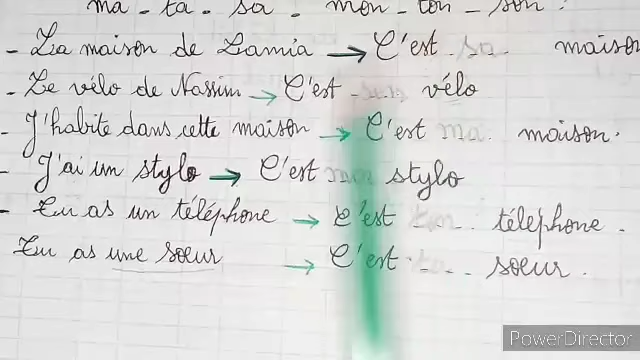 ma - ta - sa - mon - ton - son :
- La maison de Lamia → C'est sa maison
- Le vélo de Nassim → C'est son vélo
- J'habite dans cette maison → C'est ma maison.
- J'ai un stylo → C'est mon stylo
- Tu as un téléphone → C'est ton téléphone.
Tu as une soeur → C'est ta soeur.
PowerDirector